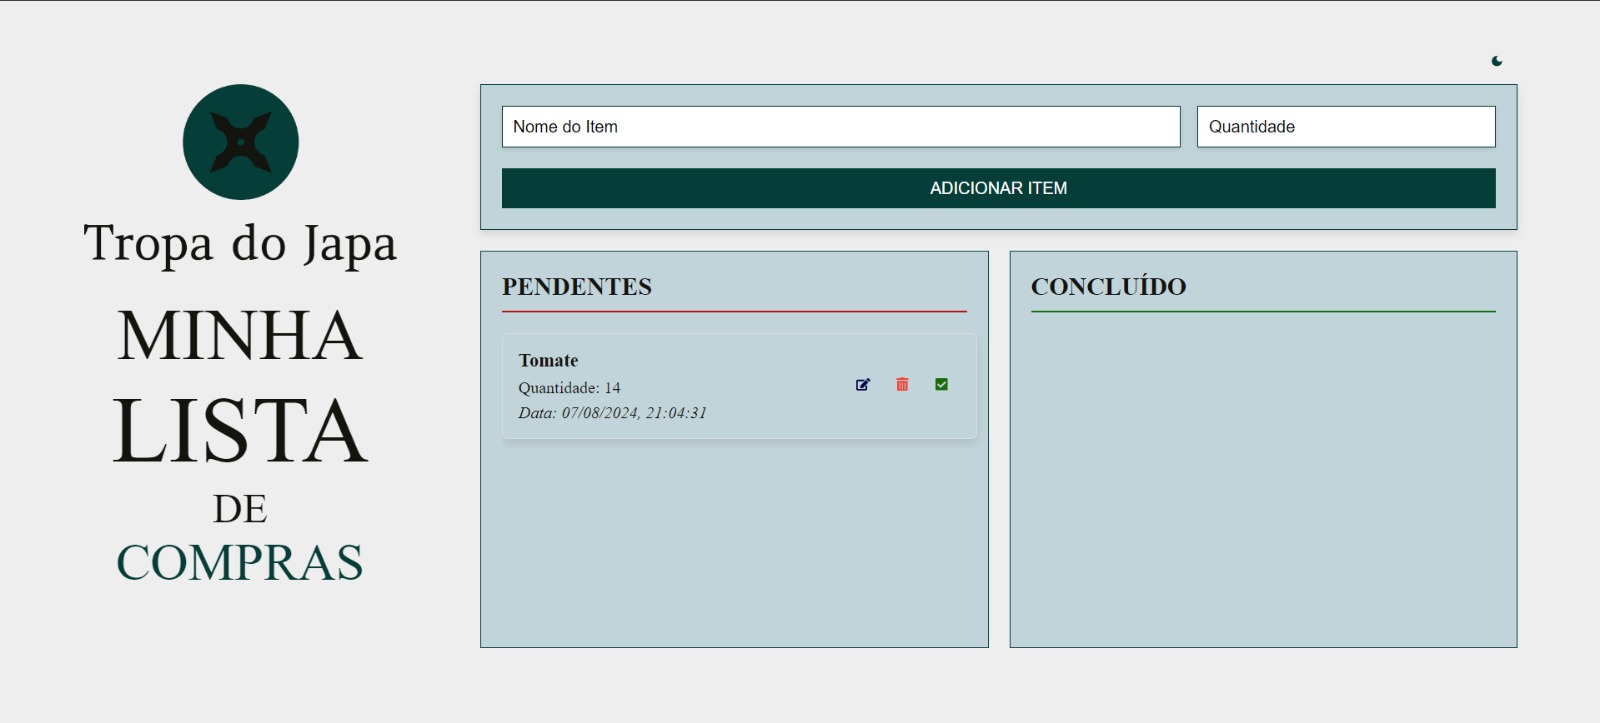 Tropa do Japa
MINHA
LISTA
DE
COMPRAS
Nome do Item
Quantidade
ADICIONAR ITEM
PENDENTES
Tomate
Quantidade: 14
Data: 07/08/2024, 21:04:31
CONCLUÍDO